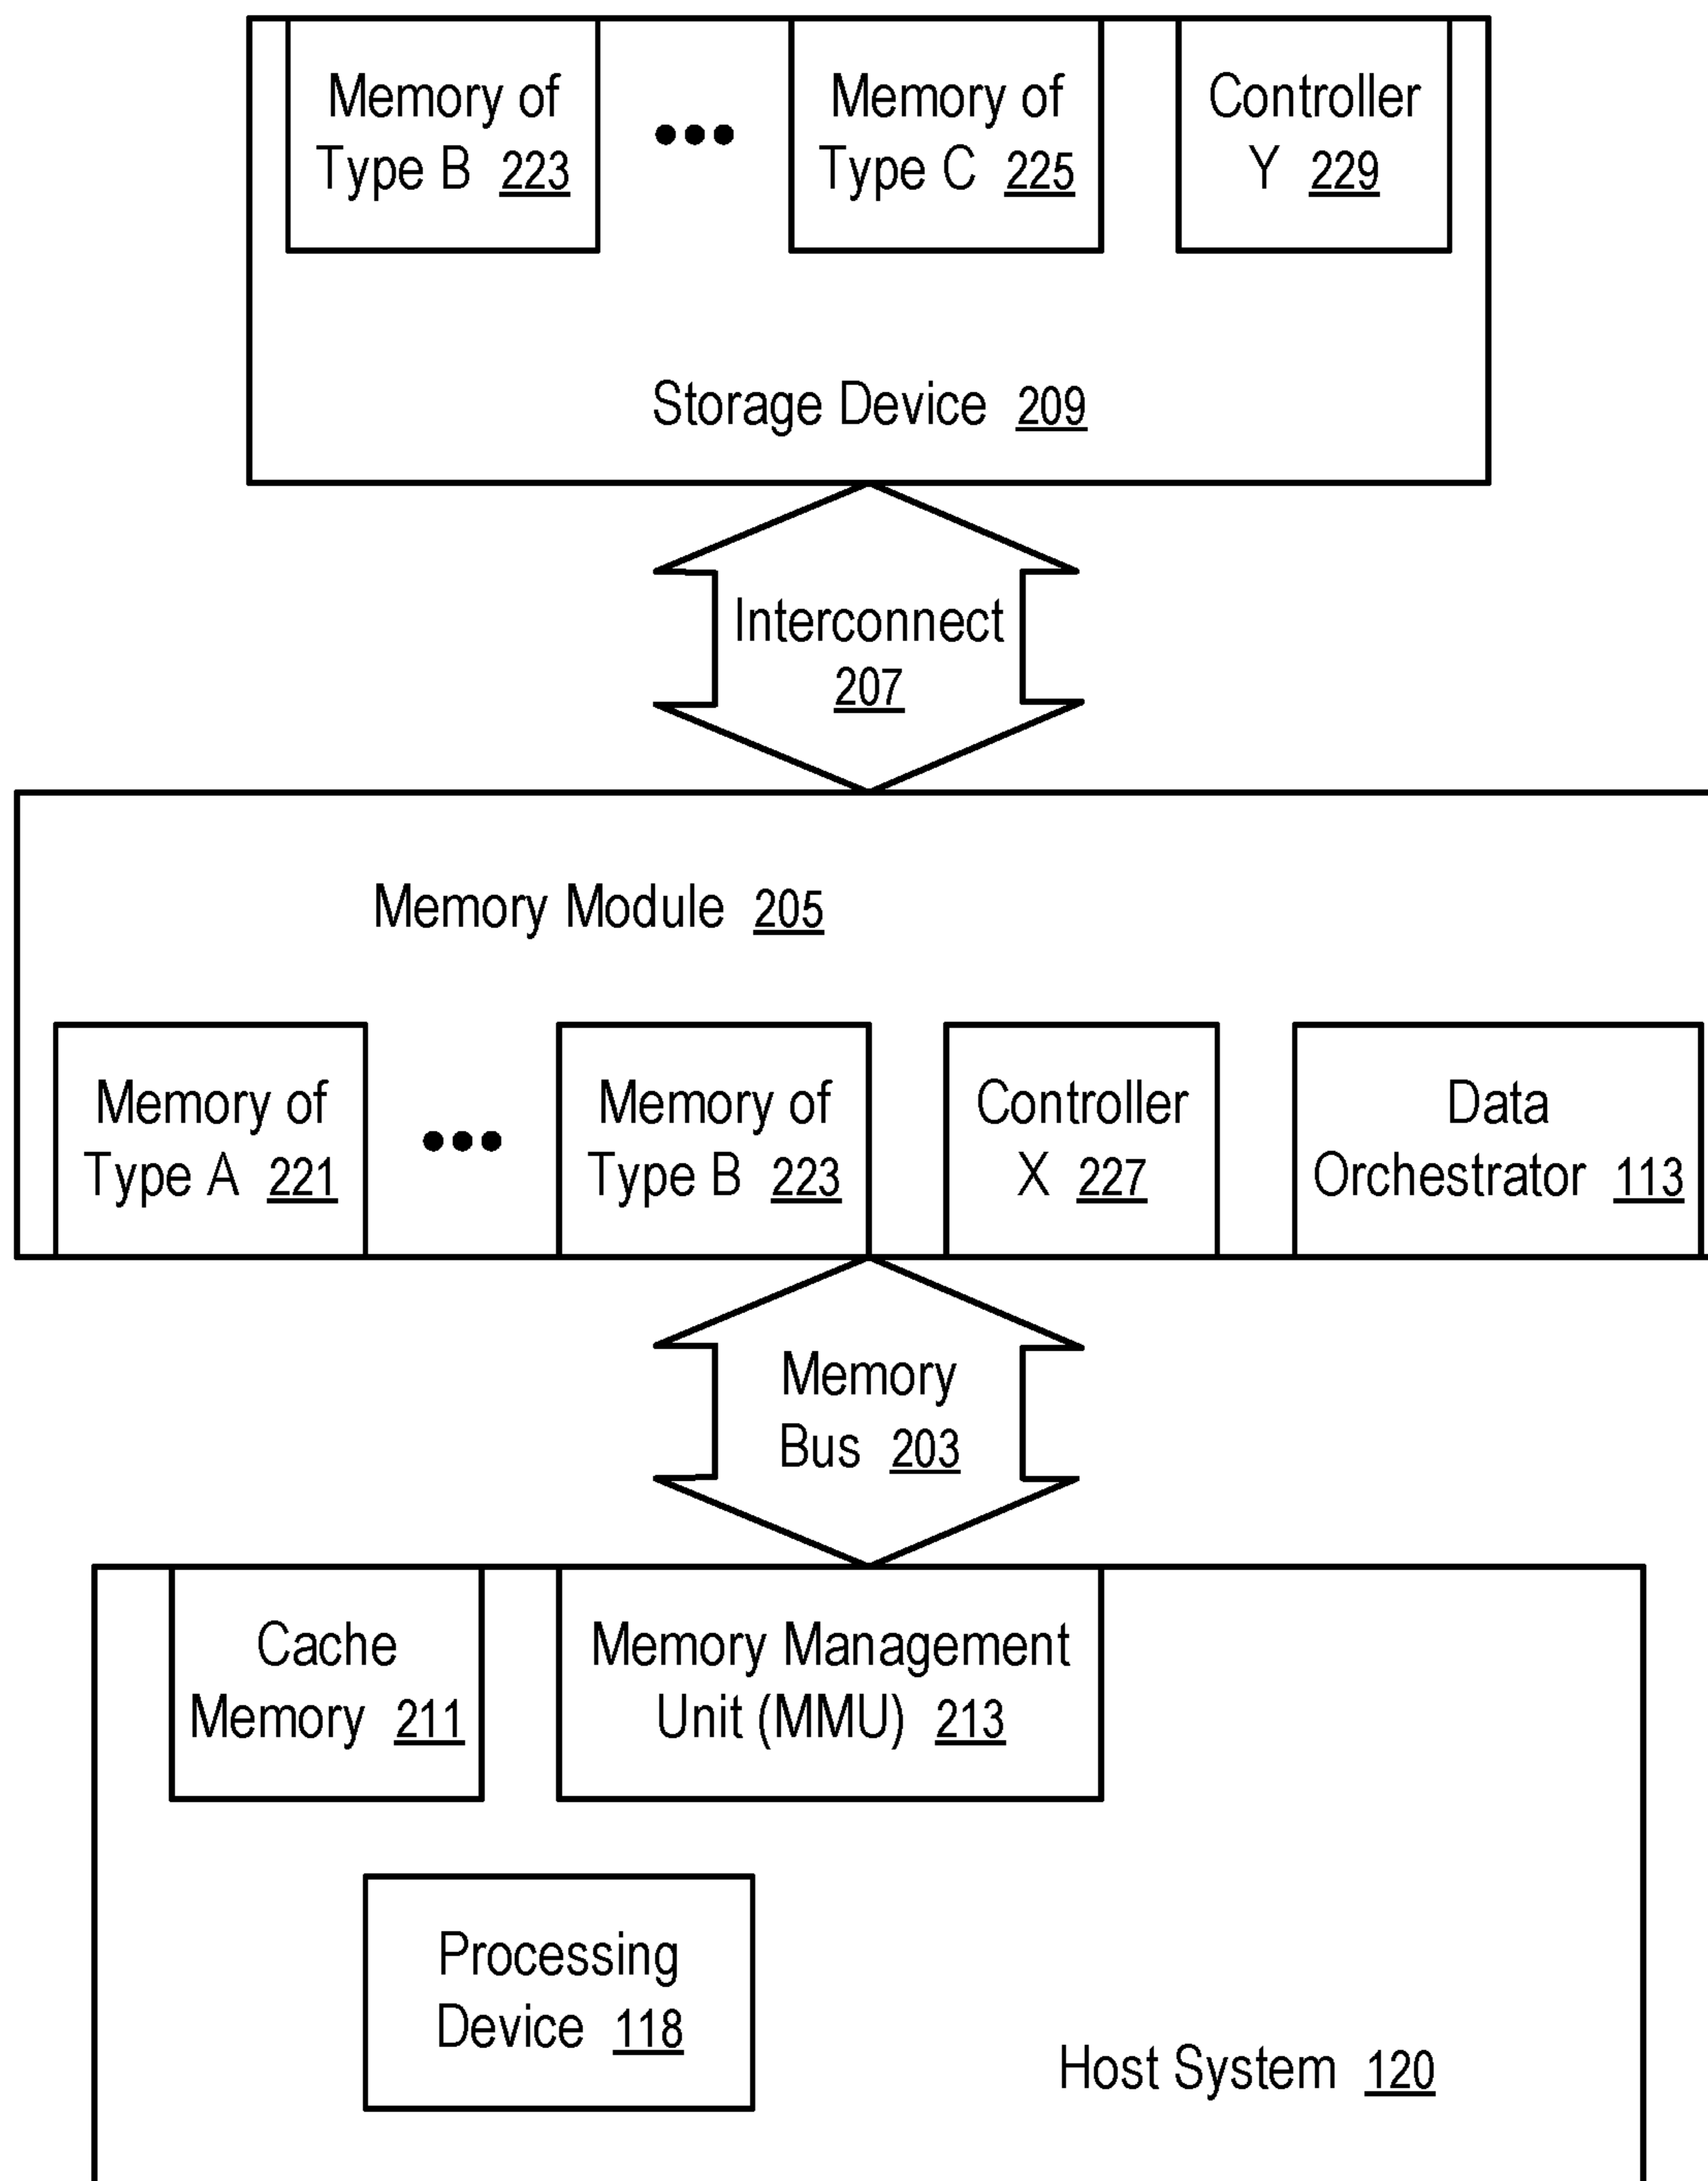 Memory of
Type B 223
Memory of
Type C 225
Controller
Y 229
Storage Device 209
Interconnect
207
Memory Module 205
Memory of
Type A 221
Memory of
Type B 223
Controller
X 227
Data
Orchestrator 113
Memory
Bus 203
Cache
Memory 211
Memory Management
Unit (MMU) 213
Processing
Device 118
Host System 120